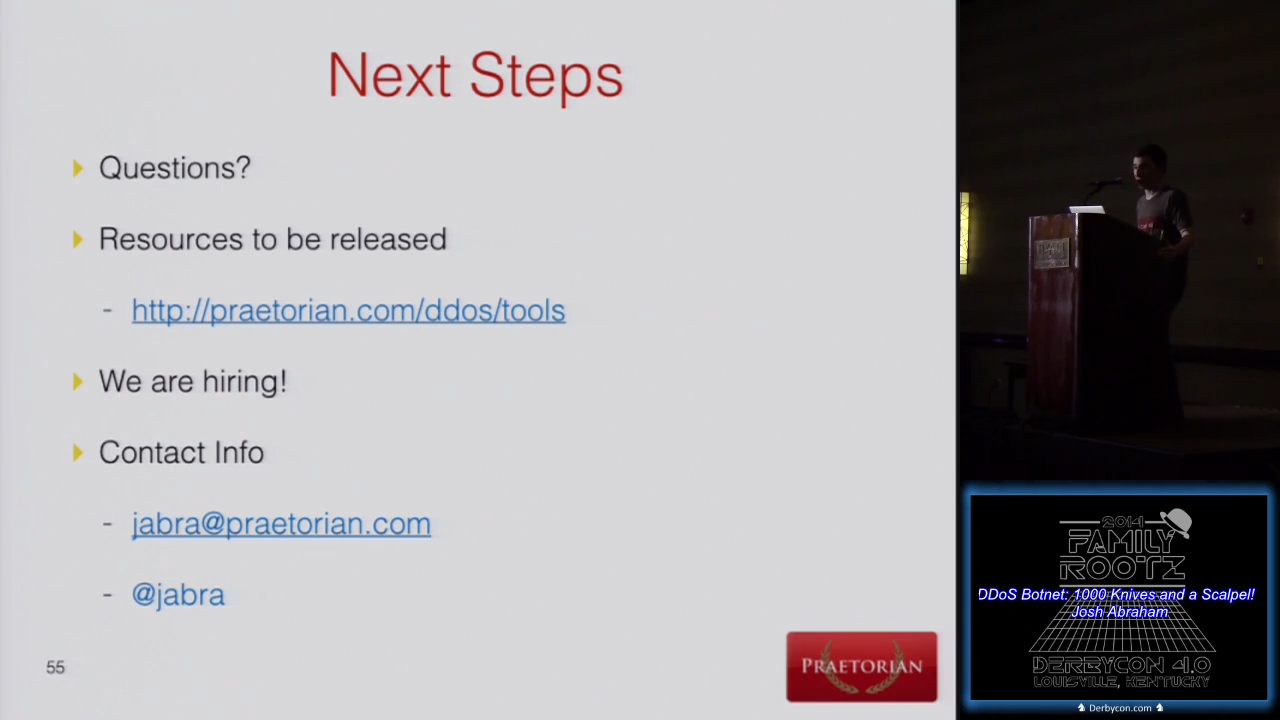 Next Steps
Questions?
Resources to be released
- http://praetorian.com/ddos/tools
We are hiring!
Contact Info
- jabra@praetorian.com
- @jabra
55
PRAETORIAN
2014
FAMILY
ROOTZ
DDoS Botnet: 1000 Knives and a Scalpel!
Josh Abraham
DERBYCON 4.0
LOUISVILLE, KENTUCKY
Derbycon.com